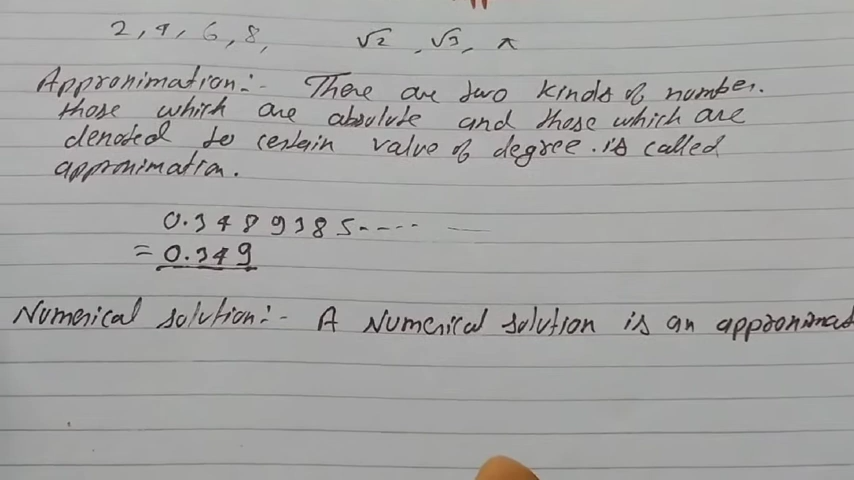 2, 4, 6, 8, √2, √3, π
Approximation:- There are two kinds of number.
those which are absolute and those which are
denoted to certain value of degree. is called
approximation.
0.3489385....
= 0.349
Numerical solution:- A Numerical solution is an approximat